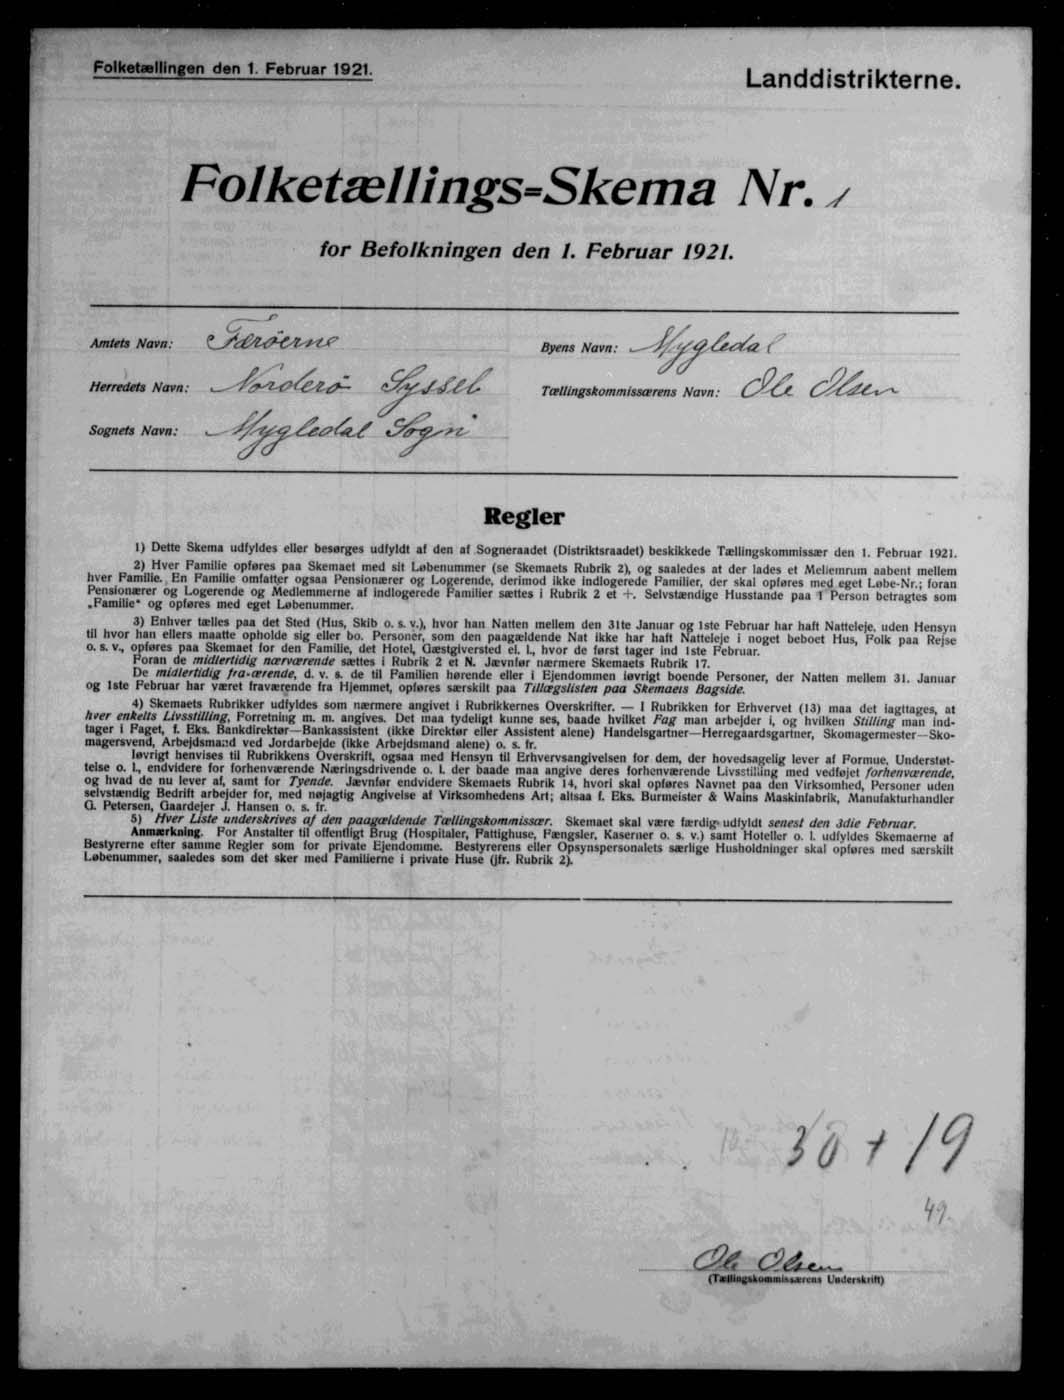 Folketællingen den 1. Februar 1921.
Landdistrikterne.
Folketællings=Skema Nr. 1
for Befolkningen den 1. Februar 1921.
Amtets Navn: Færöerne
Byens Navn: Mygledal
Herredets Navn: Norderö Syssel
Tællingskommissærens Navn: Ole Olsen
Sognets Navn: Mygledal Sogn
Regler
1) Dette Skema udfyldes eller besørges udfyldt af den af Sogneraadet (Distriktsraadet) beskikkede Tællingskommissær den 1. Februar 1921.
2) Hver Familie opføres paa Skemaet med sit Løbenummer (se Skemaets Rubrik 2), og saaledes at der lades et Mellemrum aabent mellem
hver Familie. En Familie omfatter ogsaa Pensionærer og Logerende, derimod ikke indlogerede Familier, der skal opføres med eget Løbe-Nr.; foran
Pensionærer og Logerende og Medlemmerne af indlogerede Familier sættes i Rubrik 2 et +. Selvstændige Husstande paa 1 Person betragtes som
„Familie“ og opføres med eget Løbenummer.
3) Enhver tælles paa det Sted (Hus, Skib o. s. v.), hvor han Natten mellem den 31te Januar og 1ste Februar har haft Natteleje, uden Hensyn
til hvor han ellers maatte opholde sig eller bo. Personer, som den paagældende Nat ikke har haft Natteleje i noget beboet Hus, Folk paa Rejse
o. s. v., opføres paa Skemaet for den Familie, det Hotel, Gæstgiversted el. l., hvor de først tager ind 1ste Februar.
Foran de midlertidig nærværende sættes i Rubrik 2 et N. Jævnfør nærmere Skemaets Rubrik 17.
De midlertidig fraværende, d. v. s. de til Familien hørende eller i Ejendommen iøvrigt boende Personer, der Natten mellem 31. Januar
og 1ste Februar har været fraværende fra Hjemmet, opføres særskilt paa Tillægslisten paa Skemaets Bagside.
4) Skemaets Rubrikker udfyldes som nærmere angivet i Rubrikkernes Overskrifter. — I Rubrikken for Erhvervet (13) maa det iagttages, at
hver enkelts Livsstilling, Forretning m. m. angives. Det maa tydeligt kunne ses, baade hvilket Fag man arbejder i, og hvilken Stilling man ind-
tager i Faget, f. Eks. Bankdirektør—Bankassistent (ikke Direktør eller Assistent alene) Handelsgartner—Herregaardsgartner, Skomagermester—Sko-
magersvend, Arbejdsmand ved Jordarbejde (ikke Arbejdsmand alene) o. s. fr.
Iøvrigt henvises til Rubrikkens Overskrift, ogsaa med Hensyn til Erhvervsangivelsen for dem, der hovedsagelig lever af Formue, Understøt-
telse o. l., endvidere for forhenværende Næringsdrivende o. l. der baade maa angive deres forhenværende Livsstilling med vedføjet forhenværende,
og hvad de nu lever af, samt for Tyende. Jævnfør endvidere Skemaets Rubrik 14, hvori skal opføres Navnet paa den Virksomhed, Personer uden
selvstændig Bedrift arbejder for, med nøjagtig Angivelse af Virksomhedens Art; altsaa f. Eks. Burmeister & Wains Maskinfabrik, Manufakturhandler
G. Petersen, Gaardejer J. Hansen o. s. fr.
5) Hver Liste underskrives af den paagældende Tællingskommissær. Skemaet skal være færdig udfyldt senest den 3die Februar.
Anmærkning. For Anstalter til offentligt Brug (Hospitaler, Fattighuse, Fængsler, Kaserner o. s. v.) samt Hoteller o. l. udfyldes Skemaerne af
Bestyrerne efter samme Regler som for private Ejendomme. Bestyrerens eller Opsynspersonalets særlige Husholdninger skal opføres med særskilt
Løbenummer, saaledes som det sker med Familierne i private Huse (jfr. Rubrik 2).
30 + 19
49.
Ole Olsen
(Tællingskommissærens Underskrift)